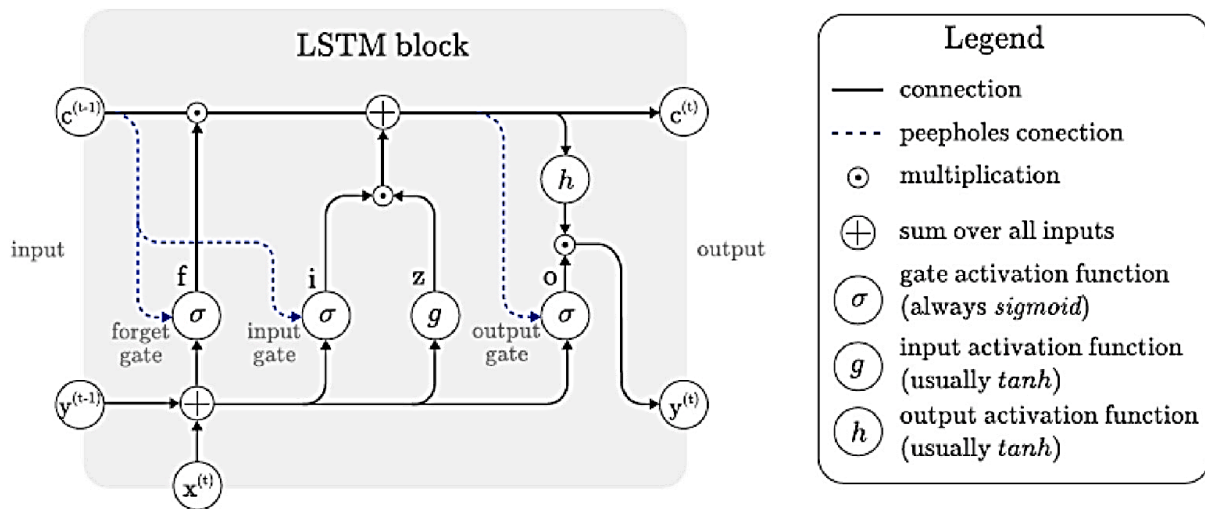 LSTM block
c(t-1)
c(t)
h
input
output
f
i
z
o
σ
σ
g
σ
forget
gate
input
gate
output
gate
y(t-1)
y(t)
x(t)
Legend
connection
peepholes conection
multiplication
sum over all inputs
σ
gate activation function
(always sigmoid)
g
input activation function
(usually tanh)
h
output activation function
(usually tanh)